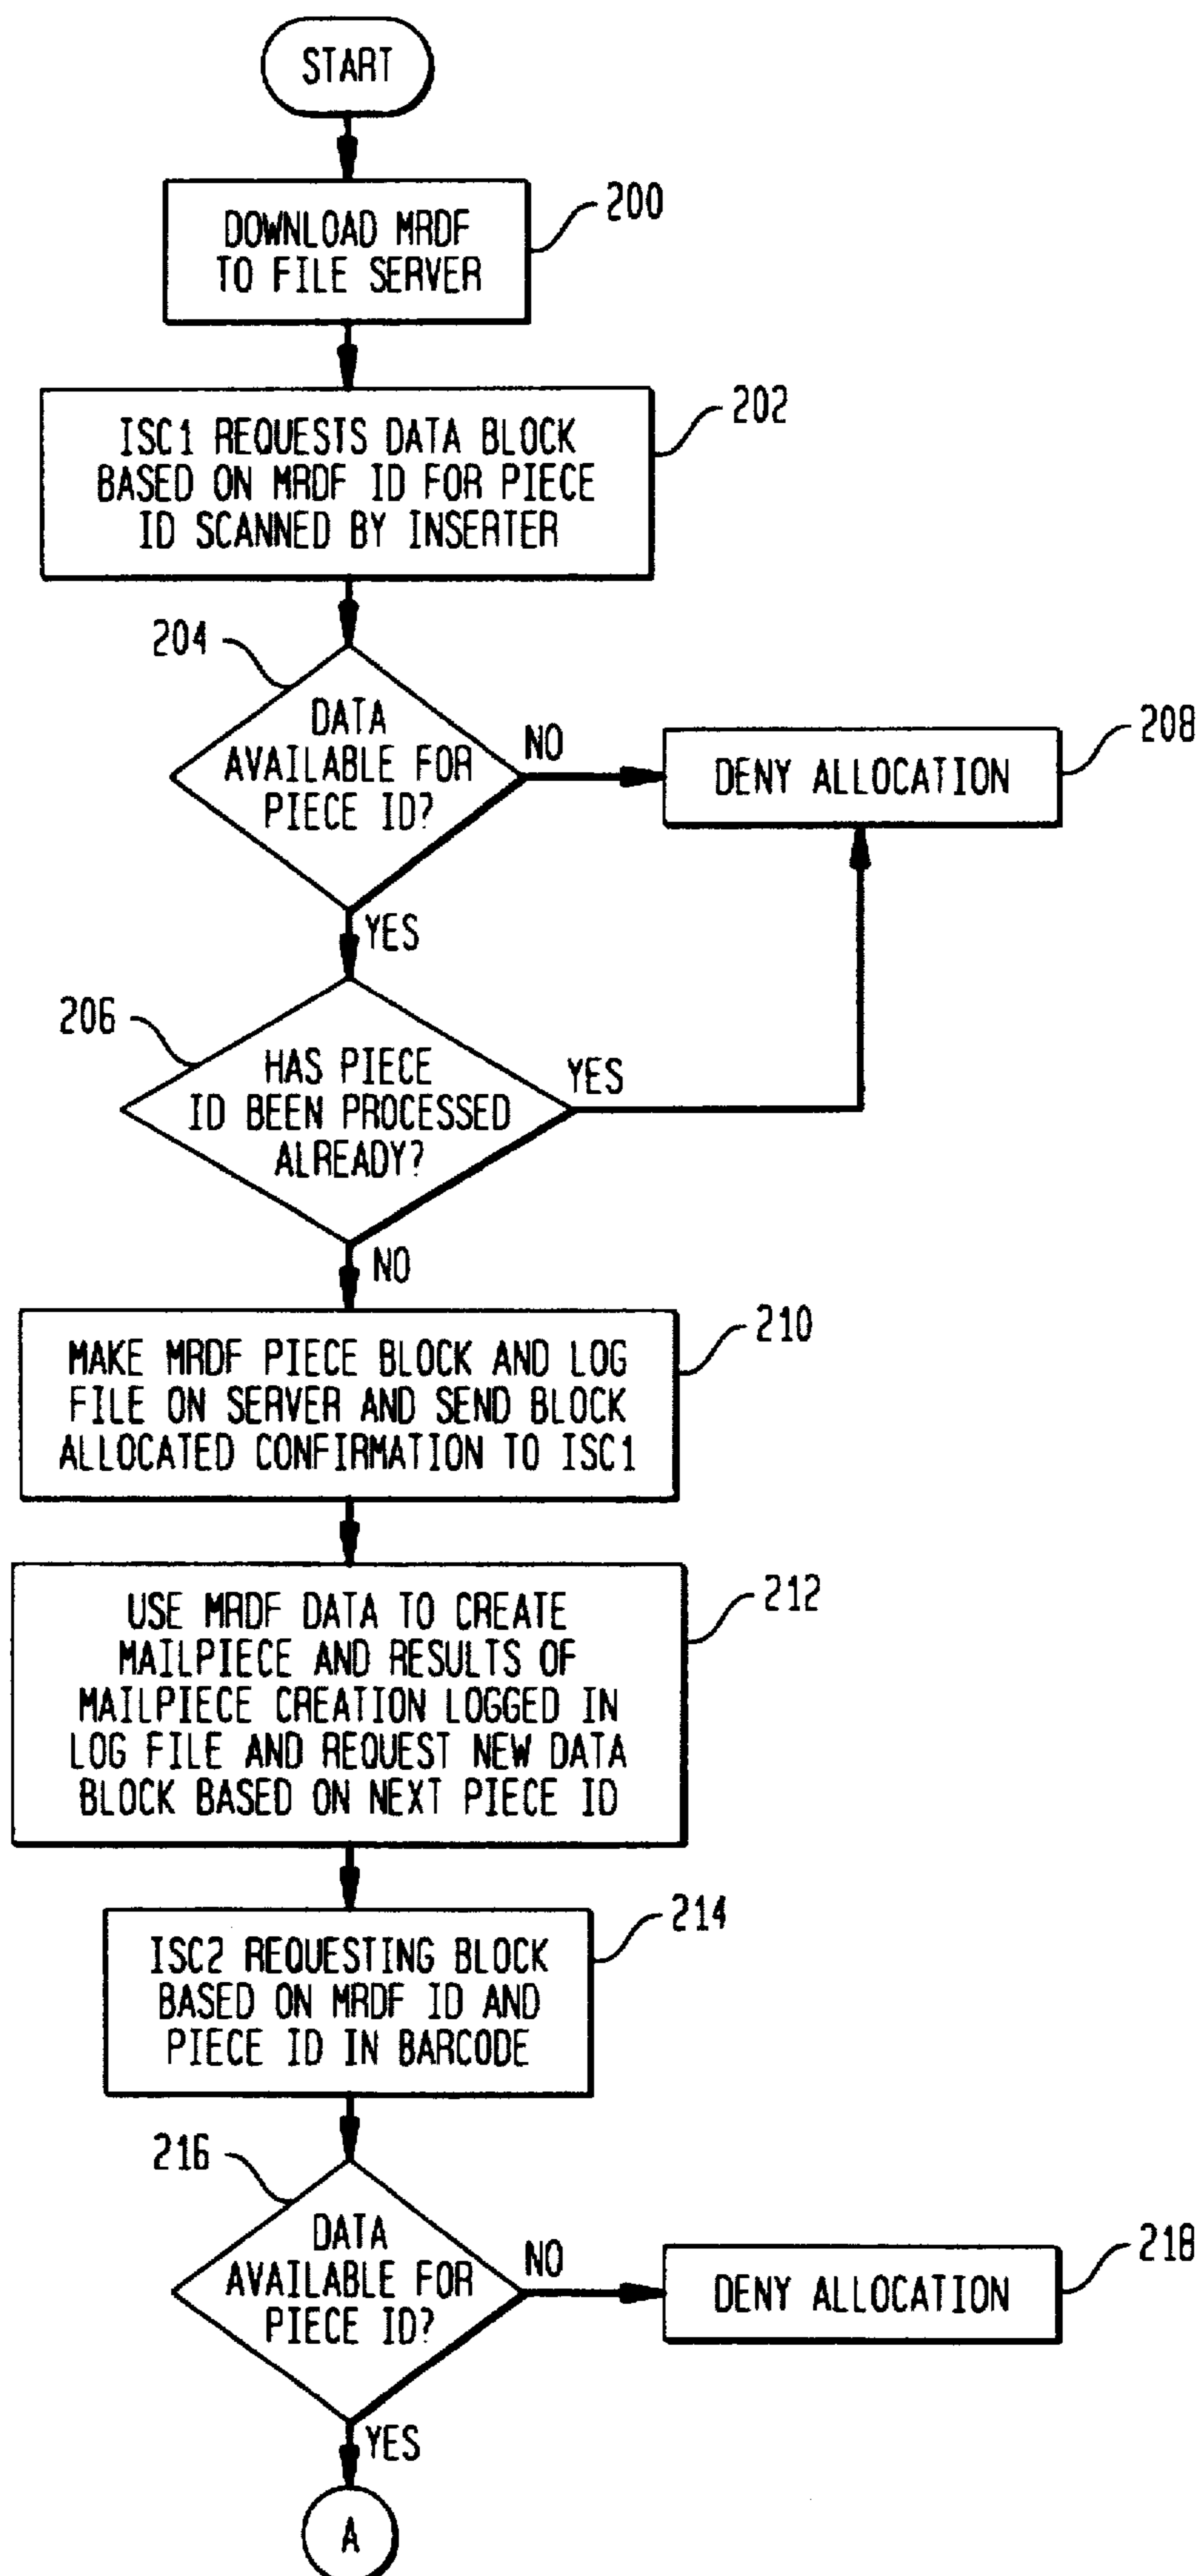 START
DOWNLOAD MRDF
TO FILE SERVER
200
ISC1 REQUESTS DATA BLOCK
BASED ON MRDF ID FOR PIECE
ID SCANNED BY INSERTER
202
204
DATA
AVAILABLE FOR
PIECE ID?
NO
DENY ALLOCATION
208
YES
206
HAS PIECE
ID BEEN PROCESSED
ALREADY?
YES
NO
MAKE MRDF PIECE BLOCK AND LOG
FILE ON SERVER AND SEND BLOCK
ALLOCATED CONFIRMATION TO ISC1
210
USE MRDF DATA TO CREATE
MAILPIECE AND RESULTS OF
MAILPIECE CREATION LOGGED IN
LOG FILE AND REQUEST NEW DATA
BLOCK BASED ON NEXT PIECE ID
212
ISC2 REQUESTING BLOCK
BASED ON MRDF ID AND
PIECE ID IN BARCODE
214
216
DATA
AVAILABLE FOR
PIECE ID?
NO
DENY ALLOCATION
218
YES
A